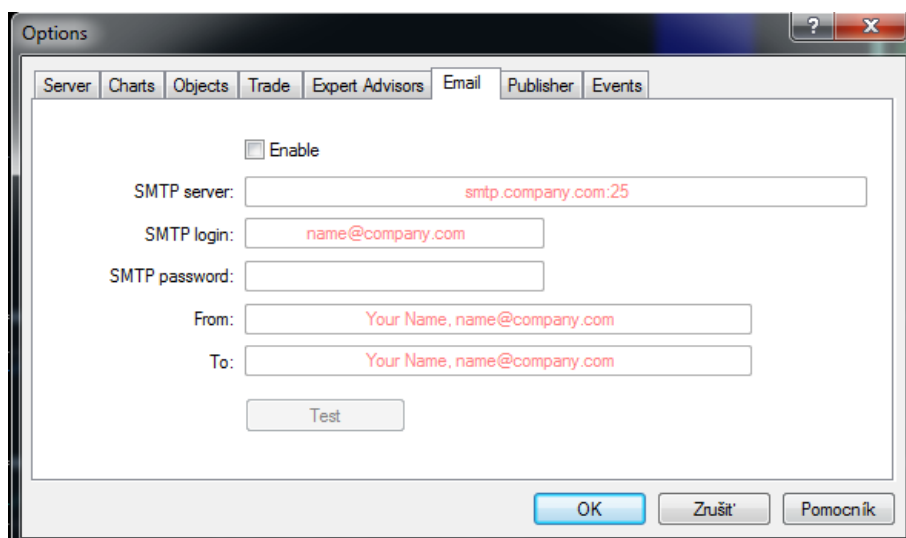 Options
?
X
Server Charts Objects Trade Expert Advisors Email Publisher Events
Enable
SMTP server: smtp.company.com:25
SMTP login: name@company.com
SMTP password:
From: Your Name, name@company.com
To: Your Name, name@company.com
Test
OK Zrušiť Pomocník